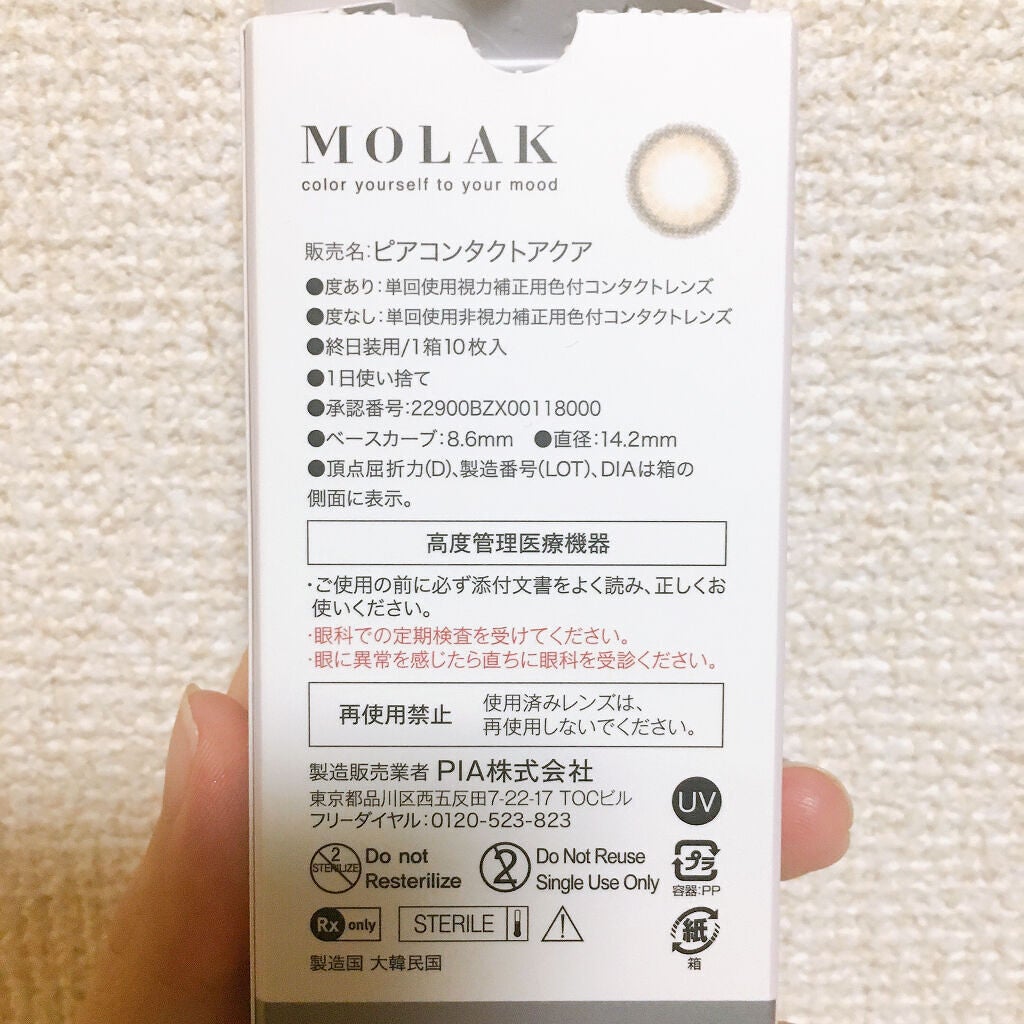 MOLAK
color yourself to your mood
販売名:ピアコンタクトアクア
●度あり:単回使用視力補正用色付コンタクトレンズ
●度なし:単回使用非視力補正用色付コンタクトレンズ
●終日装用/1箱10枚入
●1日使い捨て
●承認番号:22900BZX00118000
●ベースカーブ:8.6mm ●直径:14.2mm
●頂点屈折力(D)、製造番号(LOT)、DIAは箱の
側面に表示。
高度管理医療機器
・ご使用の前に必ず添付文書をよく読み、正しくお
使いください。
・眼科での定期検査を受けてください。
・眼に異常を感じたら直ちに眼科を受診ください。
再使用禁止
使用済みレンズは、
再使用しないでください。
製造販売業者 PIA株式会社
東京都品川区西五反田7-22-17 TOCビル
フリーダイヤル:0120-523-823
UV
2
STERILIZE
Do not
Resterilize
2
Do Not Reuse
Single Use Only
プラ
容器:PP
Rx only
STERILE
紙
箱
製造国 大韓民国